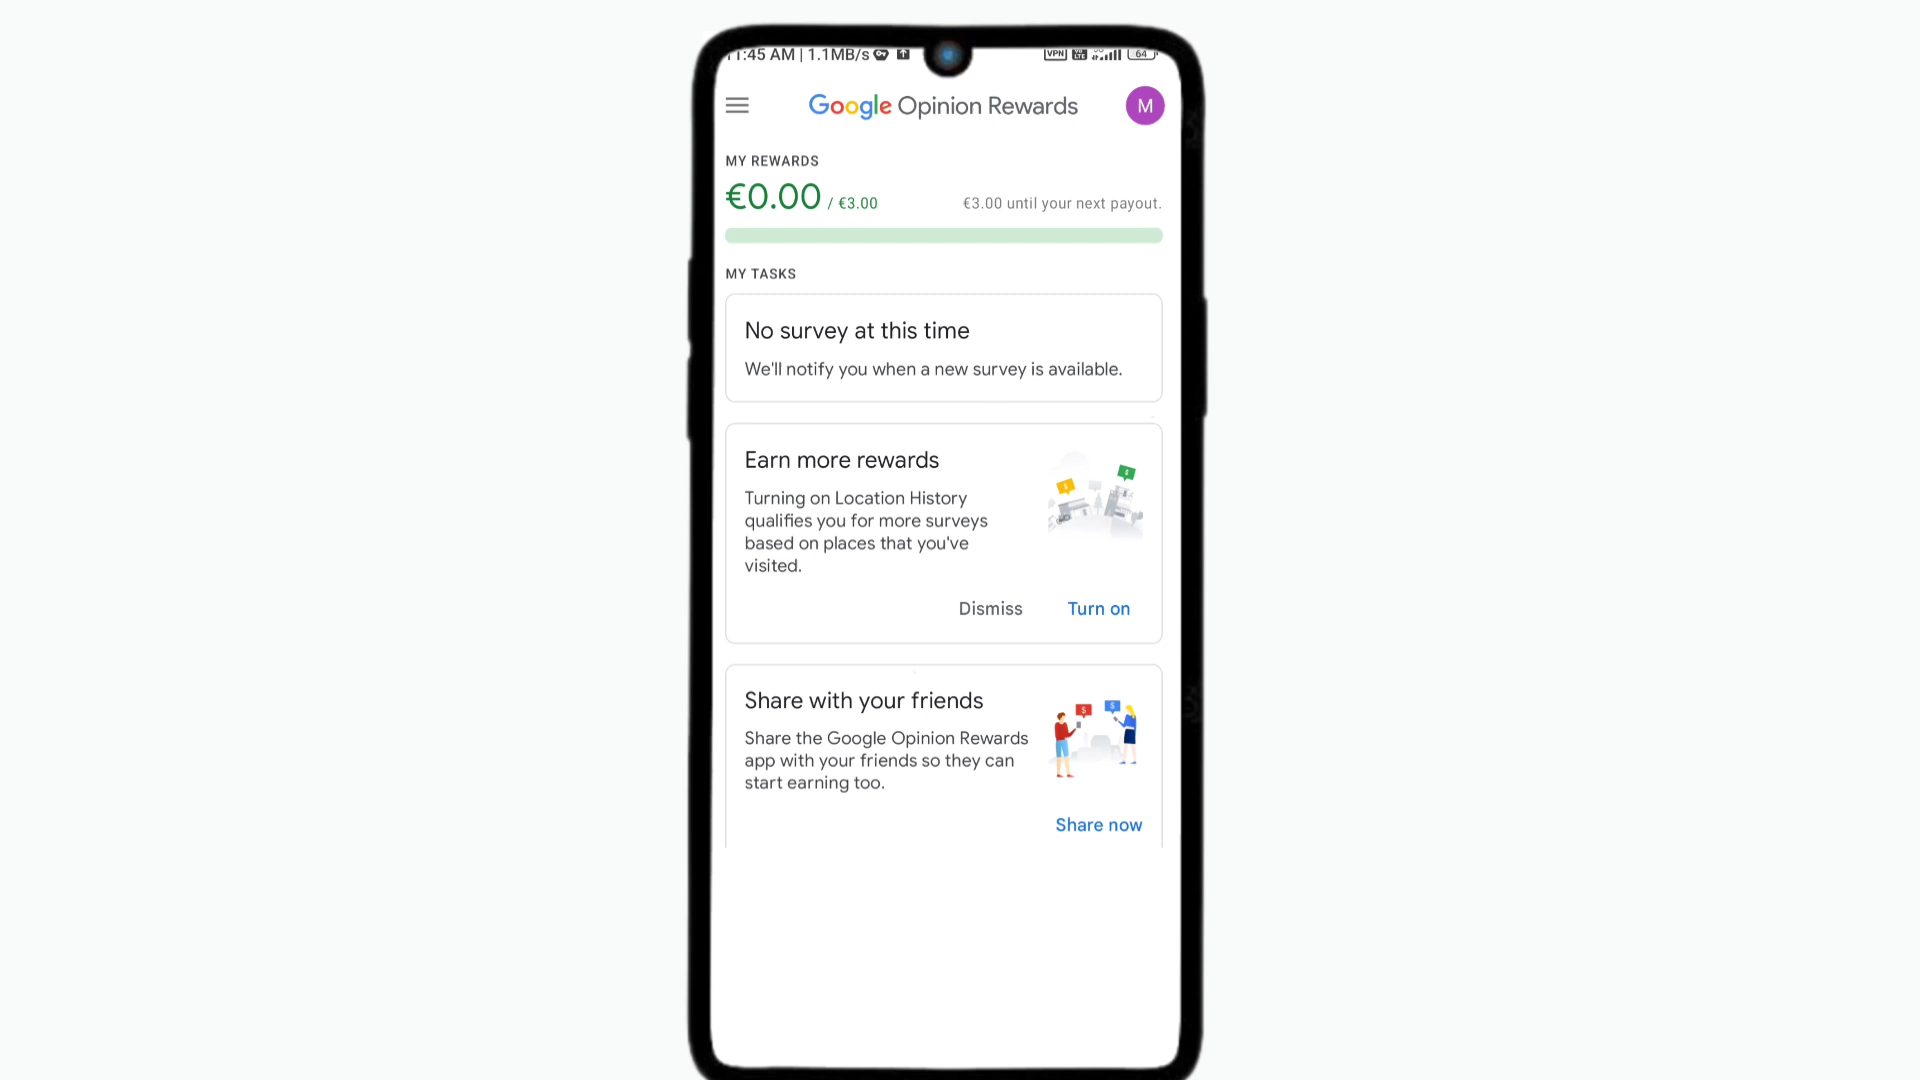 11:45 AM | 1.1MB/s VPN 64
Google Opinion Rewards M
MY REWARDS
€0.00 / €3.00 €3.00 until your next payout.
MY TASKS
No survey at this time
We'll notify you when a new survey is available.
Earn more rewards
Turning on Location History
qualifies you for more surveys
based on places that you've
visited.
Dismiss Turn on
Share with your friends
Share the Google Opinion Rewards
app with your friends so they can
start earning too.
Share now